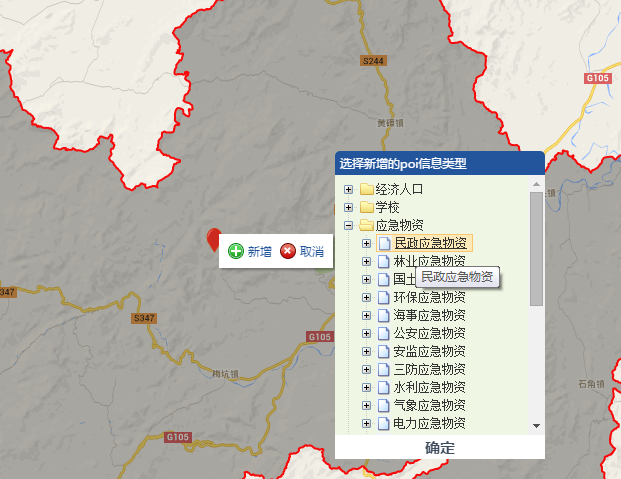 S244
G105
黄磜镇
选择新增的poi信息类型
经济人口
学校
应急物资
民政应急物资
林业应急物资
国土
民政应急物资
环保应急物资
海事应急物资
公安应急物资
安监应急物资
三防应急物资
水利应急物资
气象应急物资
电力应急物资
确定
新增
取消
S347
G105
梅坑镇
G105
石角镇
镇